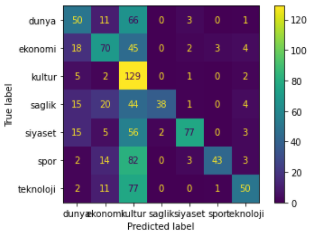 dunya 50 11 66 0 3 0 1
ekonomi 18 70 45 0 2 3 4
kultur 5 2 129 0 1 0 2
saglik 15 20 44 38 1 0 4
siyaset 15 5 56 2 77 0 3
spor 2 14 82 0 3 43 3
teknoloji 2 11 77 0 0 1 50
dunya ekonomi kultur saglik siyaset spor teknoloji
Predicted label
True label
120
100
80
60
40
20
0